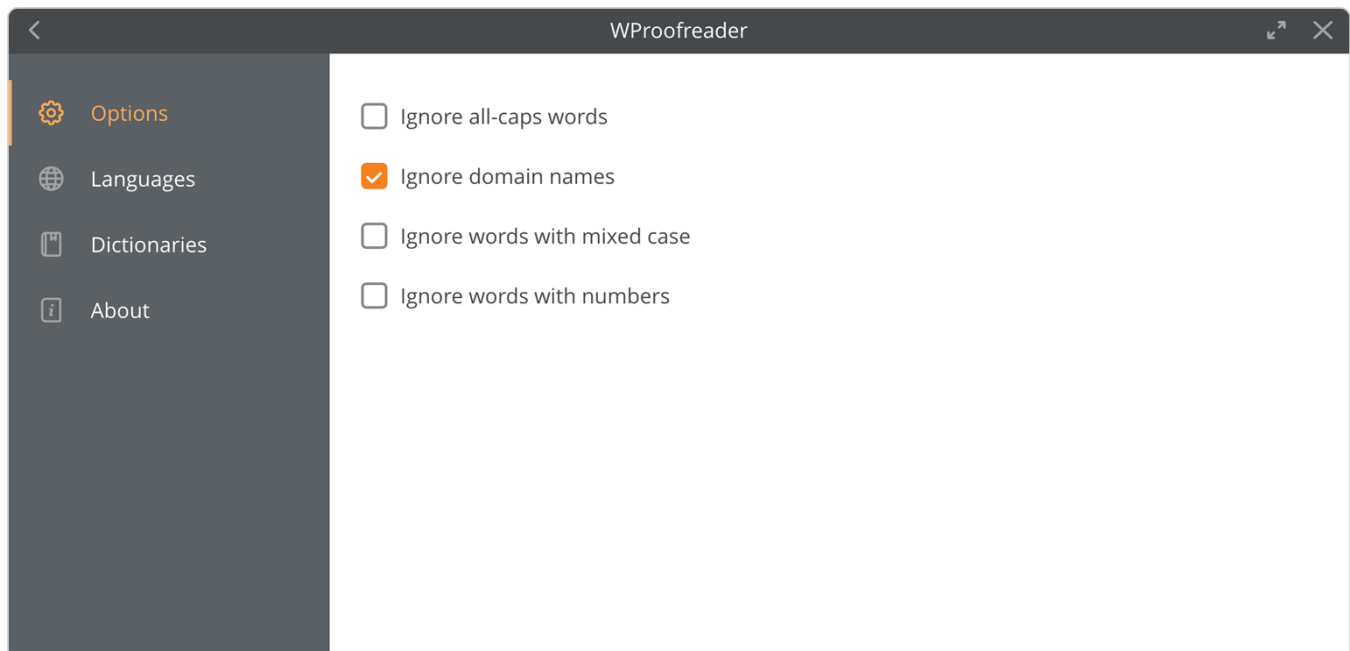 WProofreader
Options
Languages
Dictionaries
About
Ignore all-caps words
Ignore domain names
Ignore words with mixed case
Ignore words with numbers